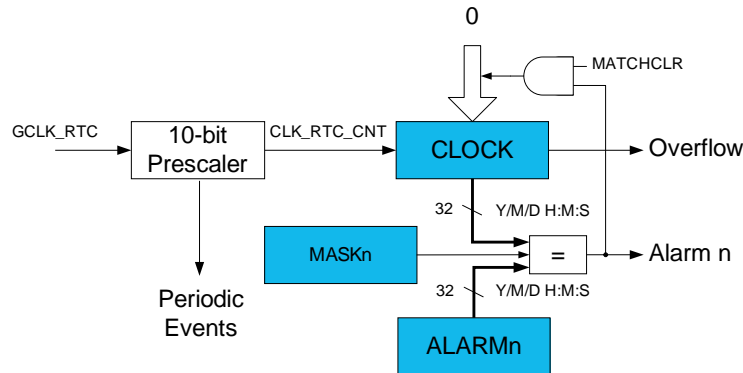 0
MATCHCLR
GCLK_RTC
10-bit
Prescaler
CLK_RTC_CNT
CLOCK
Overflow
32
Y/M/D H:M:S
MASKn
=
Alarm n
Periodic
Events
32
Y/M/D H:M:S
ALARMn